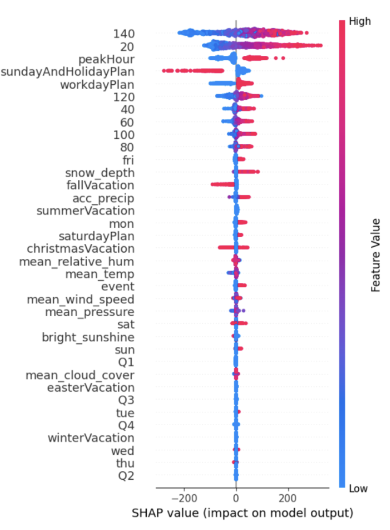 High
140
20
peakHour
sundayAndHolidayPlan
workdayPlan
120
40
60
100
80
fri
snow_depth
fallVacation
acc_precip
summerVacation
mon
saturdayPlan
christmasVacation
mean_relative_hum
mean_temp
event
mean_wind_speed
mean_pressure
sat
bright_sunshine
sun
Q1
mean_cloud_cover
easterVacation
Q3
tue
Q4
winterVacation
wed
thu
Q2
Feature Value
Low
−200 0 200
SHAP value (impact on model output)